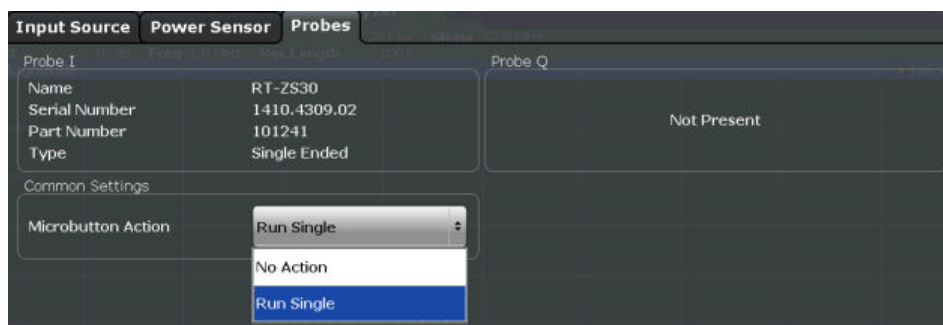 Input Source Power Sensor Probes
Probe I
Name RT-ZS30
Serial Number 1410.4309.02
Part Number 101241
Type Single Ended
Probe Q
Not Present
Common Settings
Microbutton Action Run Single
No Action
Run Single